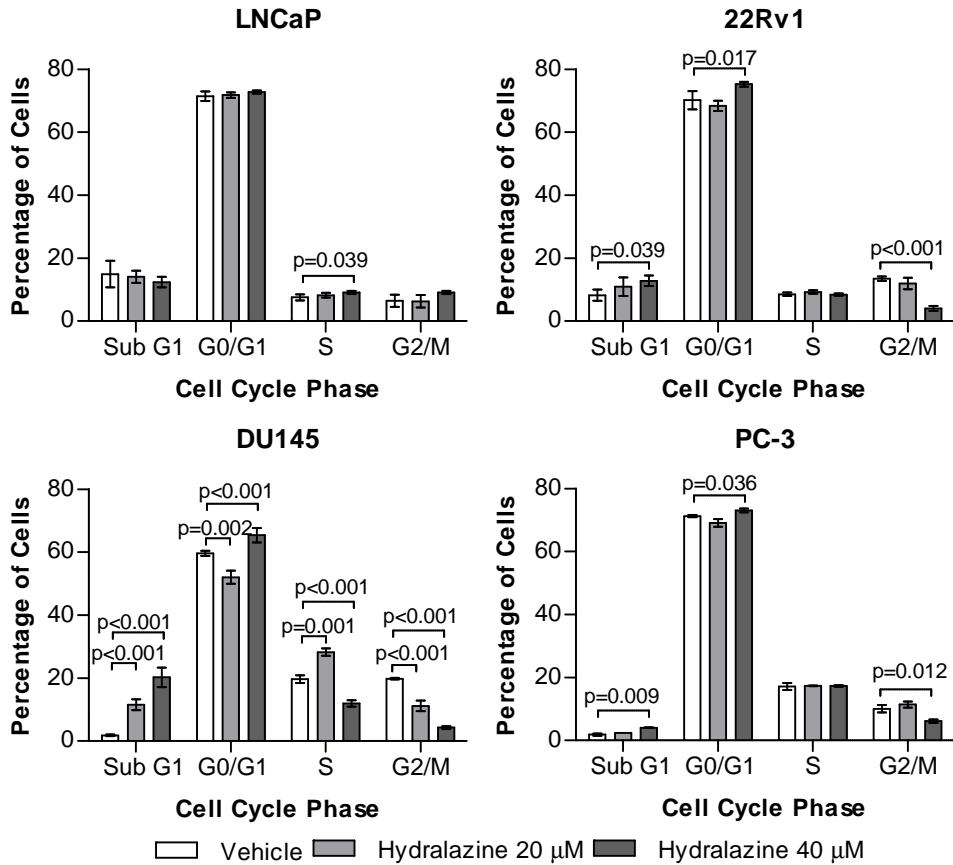 LNCaP
Percentage of Cells
80
60
40
20
0
p=0.039
Sub G1 G0/G1 S G2/M
Cell Cycle Phase
22Rv1
Percentage of Cells
80
60
40
20
0
p=0.017
p=0.039
p<0.001
Sub G1 G0/G1 S G2/M
Cell Cycle Phase
DU145
Percentage of Cells
80
60
40
20
0
p<0.001
p=0.002
p<0.001
p=0.001
p<0.001
p<0.001
p<0.001
p<0.001
Sub G1 G0/G1 S G2/M
Cell Cycle Phase
PC-3
Percentage of Cells
80
60
40
20
0
p=0.036
p=0.012
p=0.009
Sub G1 G0/G1 S G2/M
Cell Cycle Phase
Vehicle Hydralazine 20 μM Hydralazine 40 μM